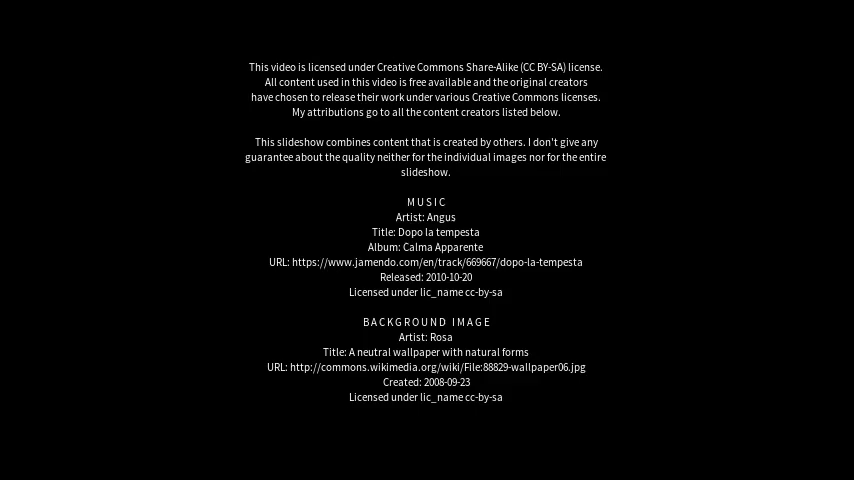 This video is licensed under Creative Commons Share-Alike (CC BY-SA) license.
All content used in this video is free available and the original creators
have chosen to release their work under various Creative Commons licenses.
My attributions go to all the content creators listed below.
This slideshow combines content that is created by others. I don't give any
guarantee about the quality neither for the individual images nor for the entire
slideshow.
M U S I C
Artist: Angus
Title: Dopo la tempesta
Album: Calma Apparente
URL: https://www.jamendo.com/en/track/669667/dopo-la-tempesta
Released: 2010-10-20
Licensed under lic_name cc-by-sa
B A C K G R O U N D   I M A G E
Artist: Rosa
Title: A neutral wallpaper with natural forms
URL: http://commons.wikimedia.org/wiki/File:88829-wallpaper06.jpg
Created: 2008-09-23
Licensed under lic_name cc-by-sa